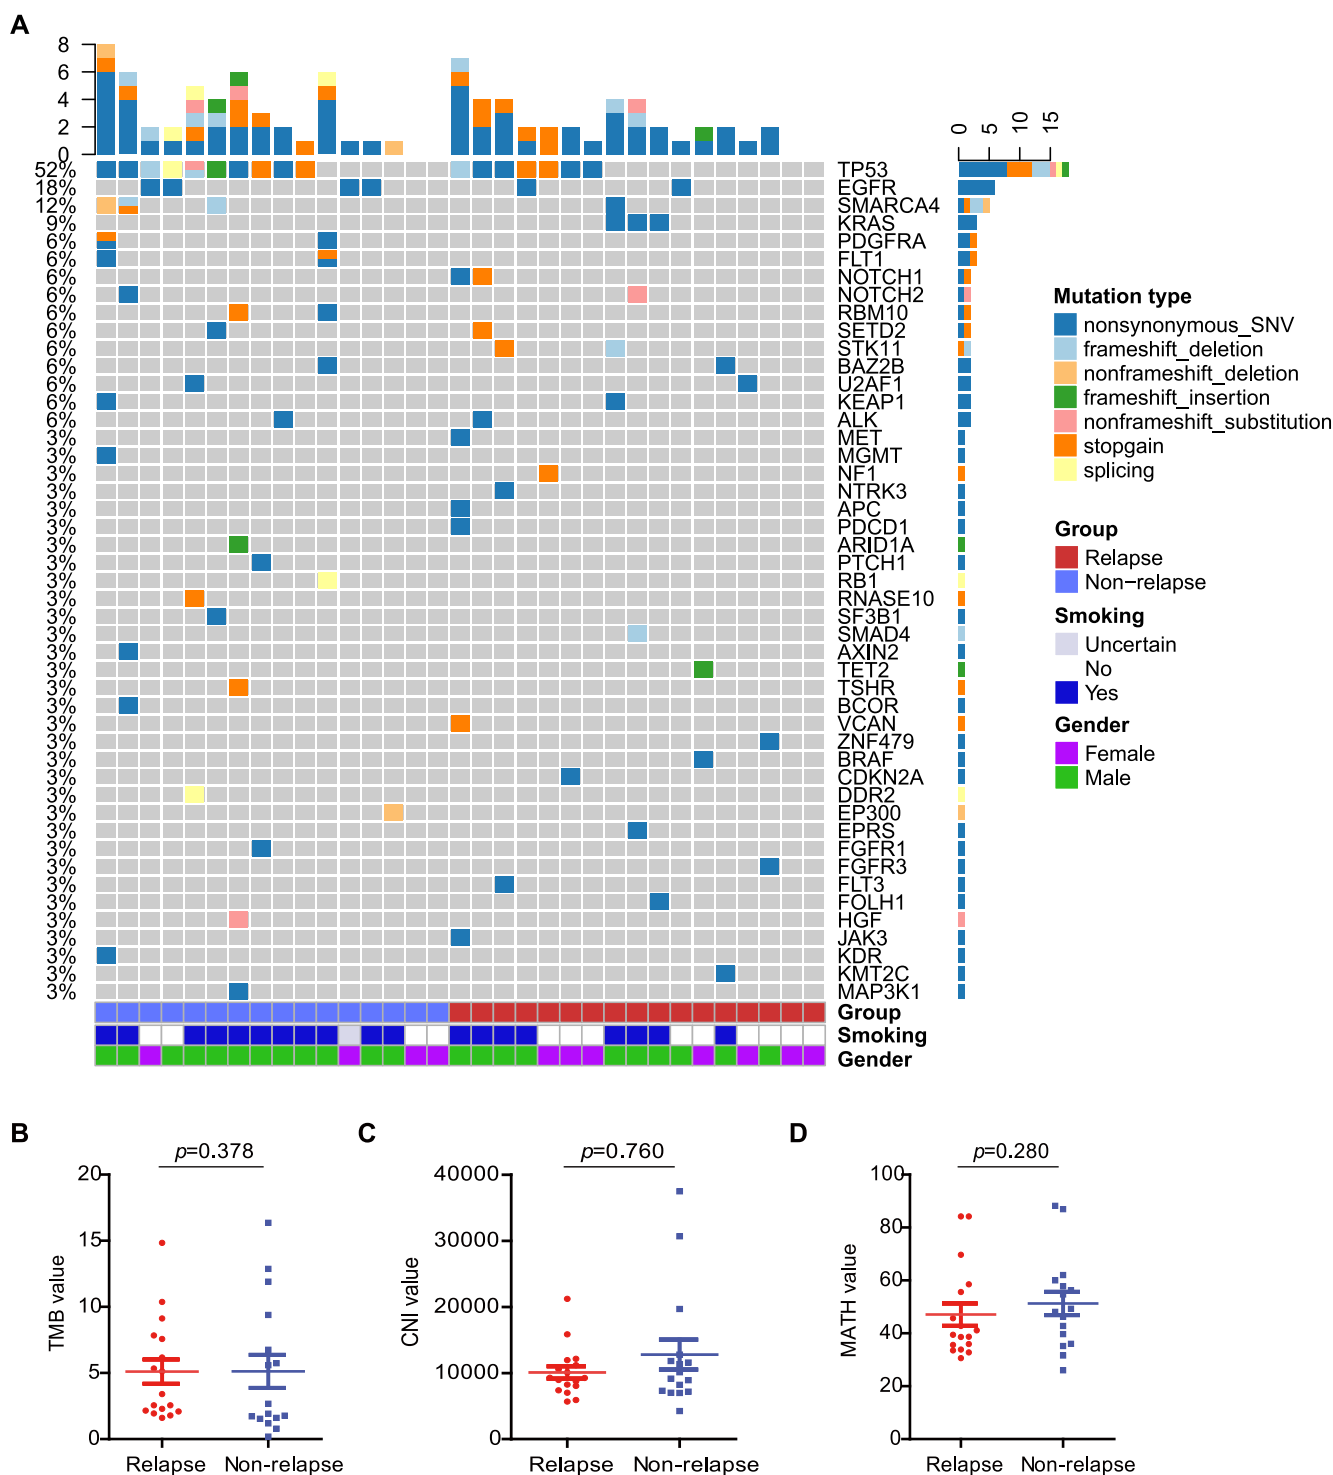 A
8
6
4
2
0
0 5 10 15
52% TP53
18% EGFR
12% SMARCA4
9% KRAS
6% PDGFRA
6% FLT1
6% NOTCH1
6% NOTCH2
6% RBM10
6% SETD2
6% STK11
6% BAZ2B
6% U2AF1
6% KEAP1
6% ALK
3% MET
3% MGMT
3% NF1
3% NTRK3
3% APC
3% PDCD1
3% ARID1A
3% PTCH1
3% RB1
3% RNASE10
3% SF3B1
3% SMAD4
3% AXIN2
3% TET2
3% TSHR
3% BCOR
3% VCAN
3% ZNF479
3% BRAF
3% CDKN2A
3% DDR2
3% EP300
3% EPRS
3% FGFR1
3% FGFR3
3% FLT3
3% FOLH1
3% HGF
3% JAK3
3% KDR
3% KMT2C
3% MAP3K1
Group
Smoking
Gender
Mutation type
nonsynonymous_SNV
frameshift_deletion
nonframeshift_deletion
frameshift_insertion
nonframeshift_substitution
stopgain
splicing
Group
Relapse
Non−relapse
Smoking
Uncertain
No
Yes
Gender
Female
Male
B
p=0.378
TMB value
20
15
10
5
0
Relapse Non-relapse
C
p=0.760
CNI value
40000
30000
20000
10000
0
Relapse Non-relapse
D
p=0.280
MATH value
100
80
60
40
20
0
Relapse Non-relapse